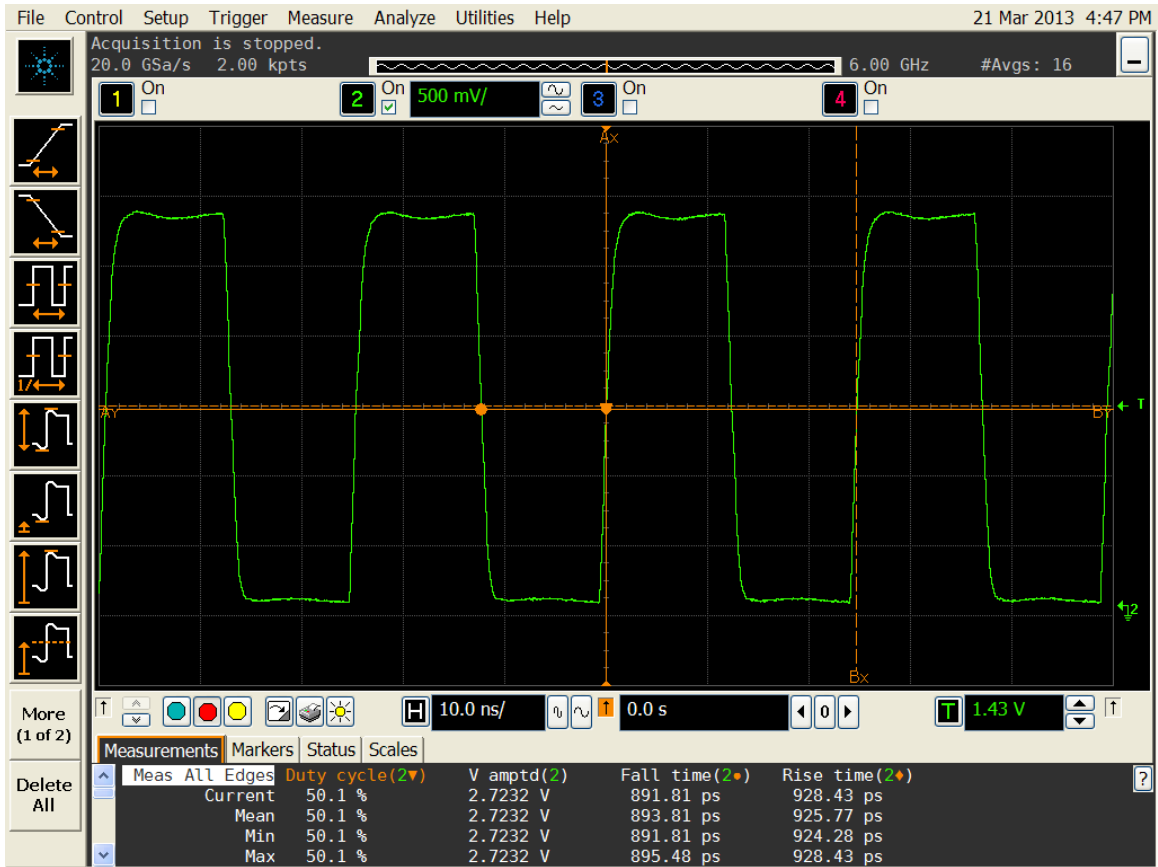 File Control Setup Trigger Measure Analyze Utilities Help 21 Mar 2013 4:47 PM
Acquisition is stopped.
20.0 GSa/s 2.00 kpts 6.00 GHz #Avgs: 16
1 On 2 On 500 mV/ 3 On 4 On
Ax
1/
AY BY T
2
Bx
More
(1 of 2)
Delete
All
H 10.0 ns/ 0.0 s 0 T 1.43 V
Measurements Markers Status Scales
Meas All Edges Duty cycle(2▼) V amptd(2) Fall time(2●) Rise time(2♦) ?
Current 50.1 % 2.7232 V 891.81 ps 928.43 ps
Mean 50.1 % 2.7232 V 893.81 ps 925.77 ps
Min 50.1 % 2.7232 V 891.81 ps 924.28 ps
Max 50.1 % 2.7232 V 895.48 ps 928.43 ps